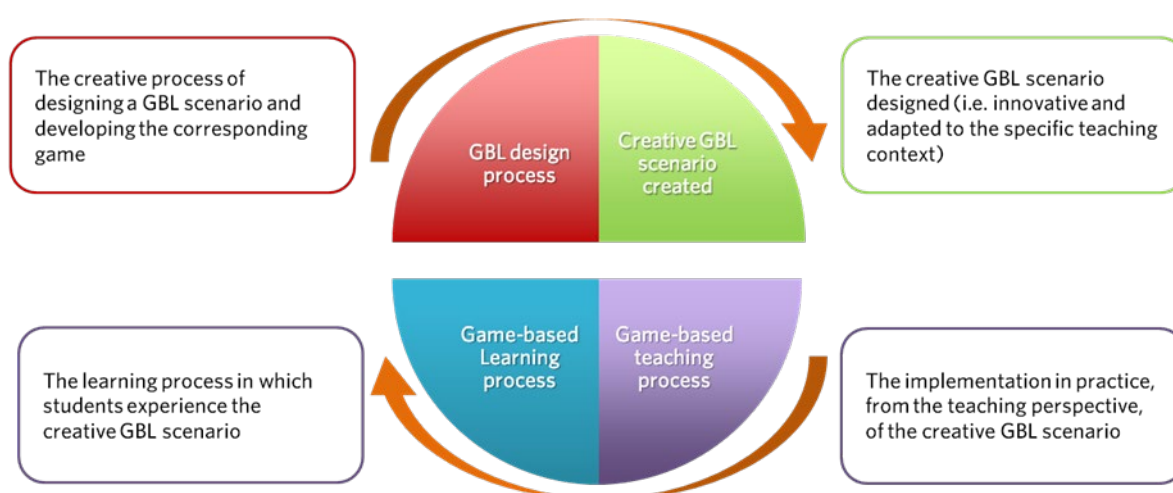 The creative process of
designing a GBL scenario and
developing the corresponding
game
GBL design
process
Creative GBL
scenario
created
The creative GBL scenario
designed (i.e. innovative and
adapted to the specific teaching
context)
The learning process in which
students experience the
creative GBL scenario
Game-based
Learning
process
Game-based
teaching
process
The implementation in practice,
from the teaching perspective,
of the creative GBL scenario